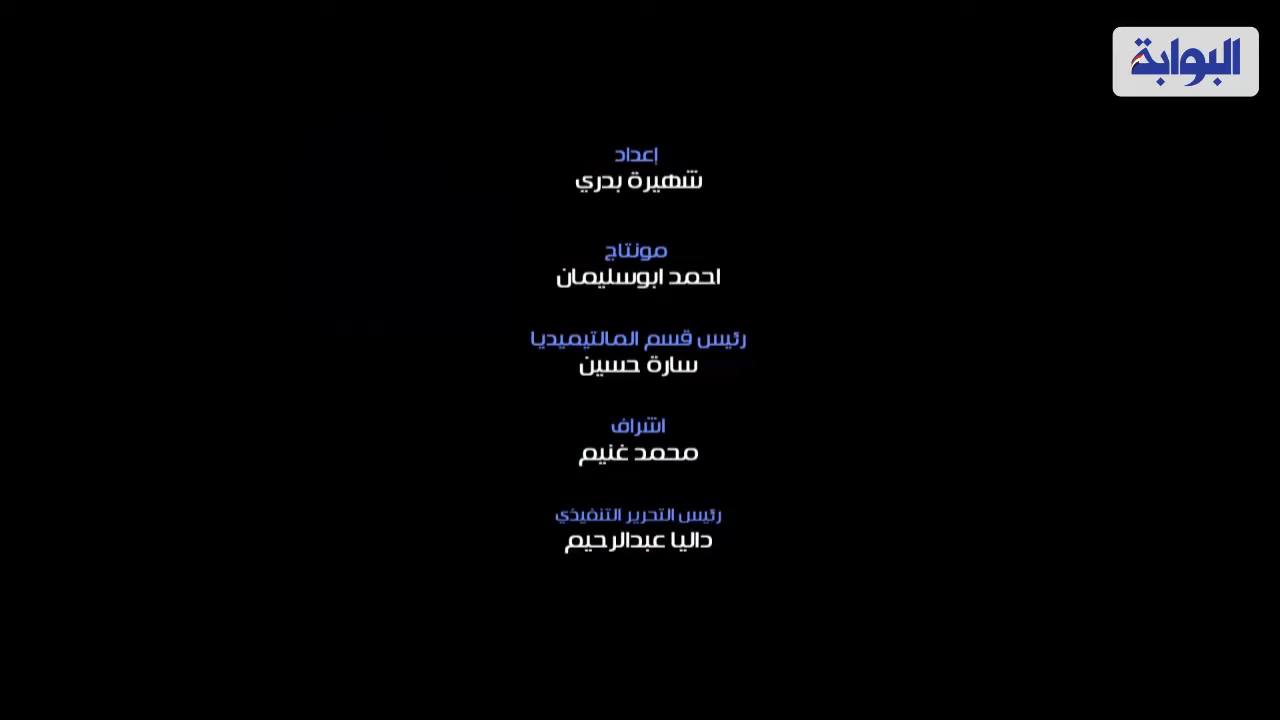 البوابة
إعداد
شهيرة بدري
مونتاج
احمد ابوسليمان
رئيس قسم المالتيميديا
سارة حسين
اشراف
محمد غنيم
رئيس التحرير التنفيذي
داليا عبدالرحيم